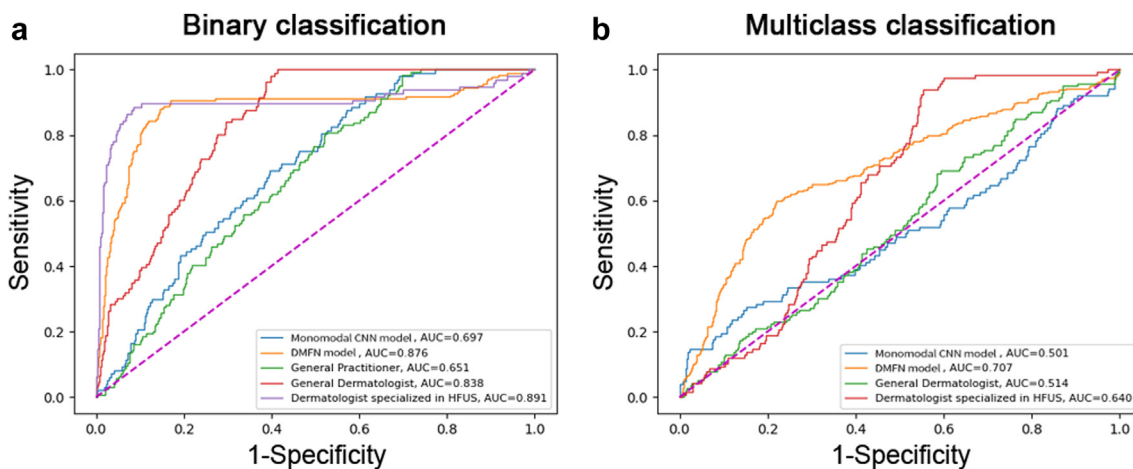 a
Binary classification
1.0
0.8
0.6
0.4
0.2
0.0
Sensitivity
Monomodal CNN model , AUC=0.697
DMFN model , AUC=0.876
General Practitioner, AUC=0.651
General Dermatologist, AUC=0.838
Dermatologist specialized in HFUS, AUC=0.891
0.0 0.2 0.4 0.6 0.8 1.0
1-Specificity
b
Multiclass classification
1.0
0.8
0.6
0.4
0.2
0.0
Sensitivity
Monomodal CNN model , AUC=0.501
DMFN model , AUC=0.707
General Dermatologist, AUC=0.514
Dermatologist specialized in HFUS, AUC=0.640
0.0 0.2 0.4 0.6 0.8 1.0
1-Specificity